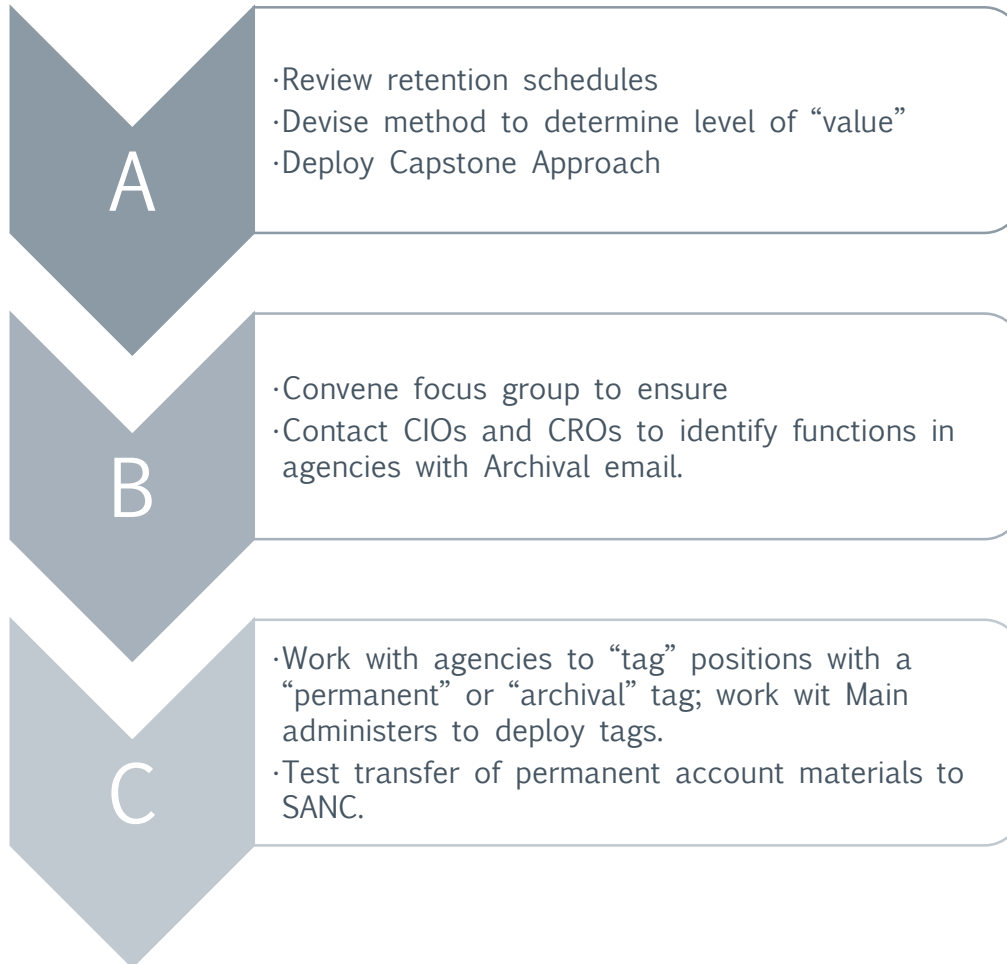 A
·Review retention schedules
·Devise method to determine level of “value”
·Deploy Capstone Approach
B
·Convene focus group to ensure
·Contact CIOs and CROs to identify functions in
agencies with Archival email.
C
·Work with agencies to “tag” positions with a
“permanent” or “archival” tag; work wit Main
administers to deploy tags.
·Test transfer of permanent account materials to
SANC.